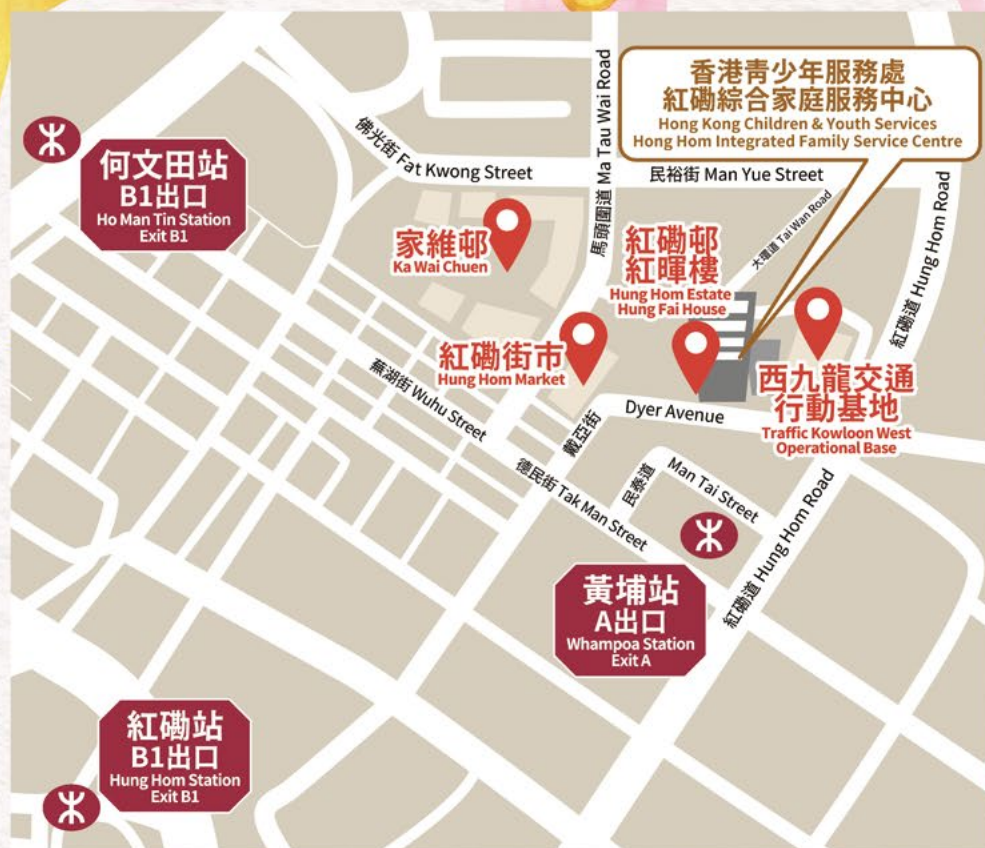 香港青少年服務處
紅磡綜合家庭服務中心
Hong Kong Children & Youth Services
Hong Hom Integrated Family Service Centre
何文田站
B1出口
Ho Man Tin Station
Exit B1
佛光街 Fat Kwong Street
馬頭圍道 Ma Tau Wai Road
民裕街 Man Yue Street
大環道 Tai Wan Road
紅磡道 Hung Hom Road
家維邨
Ka Wai Chuen
紅磡邨
紅暉樓
Hung Hom Estate
Hung Fai House
紅磡街市
Hung Hom Market
西九龍交通
行動基地
Traffic Kowloon West
Operational Base
蕪湖街 Wuhu Street
戴亞街
Dyer Avenue
德民街 Tak Man Street
民泰道
Man Tai Street
紅磡道 Hung Hom Road
黃埔站
A出口
Whampoa Station
Exit A
紅磡站
B1出口
Hung Hom Station
Exit B1